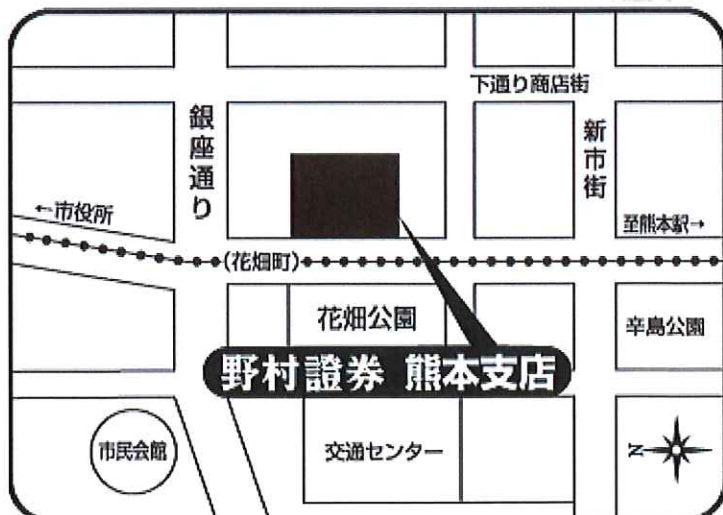 下通り商店街
銀座通り
新市街
←市役所
至熊本駅→
(花畑町)
花畑公園
辛島公園
野村證券 熊本支店
市民会館
交通センター
N